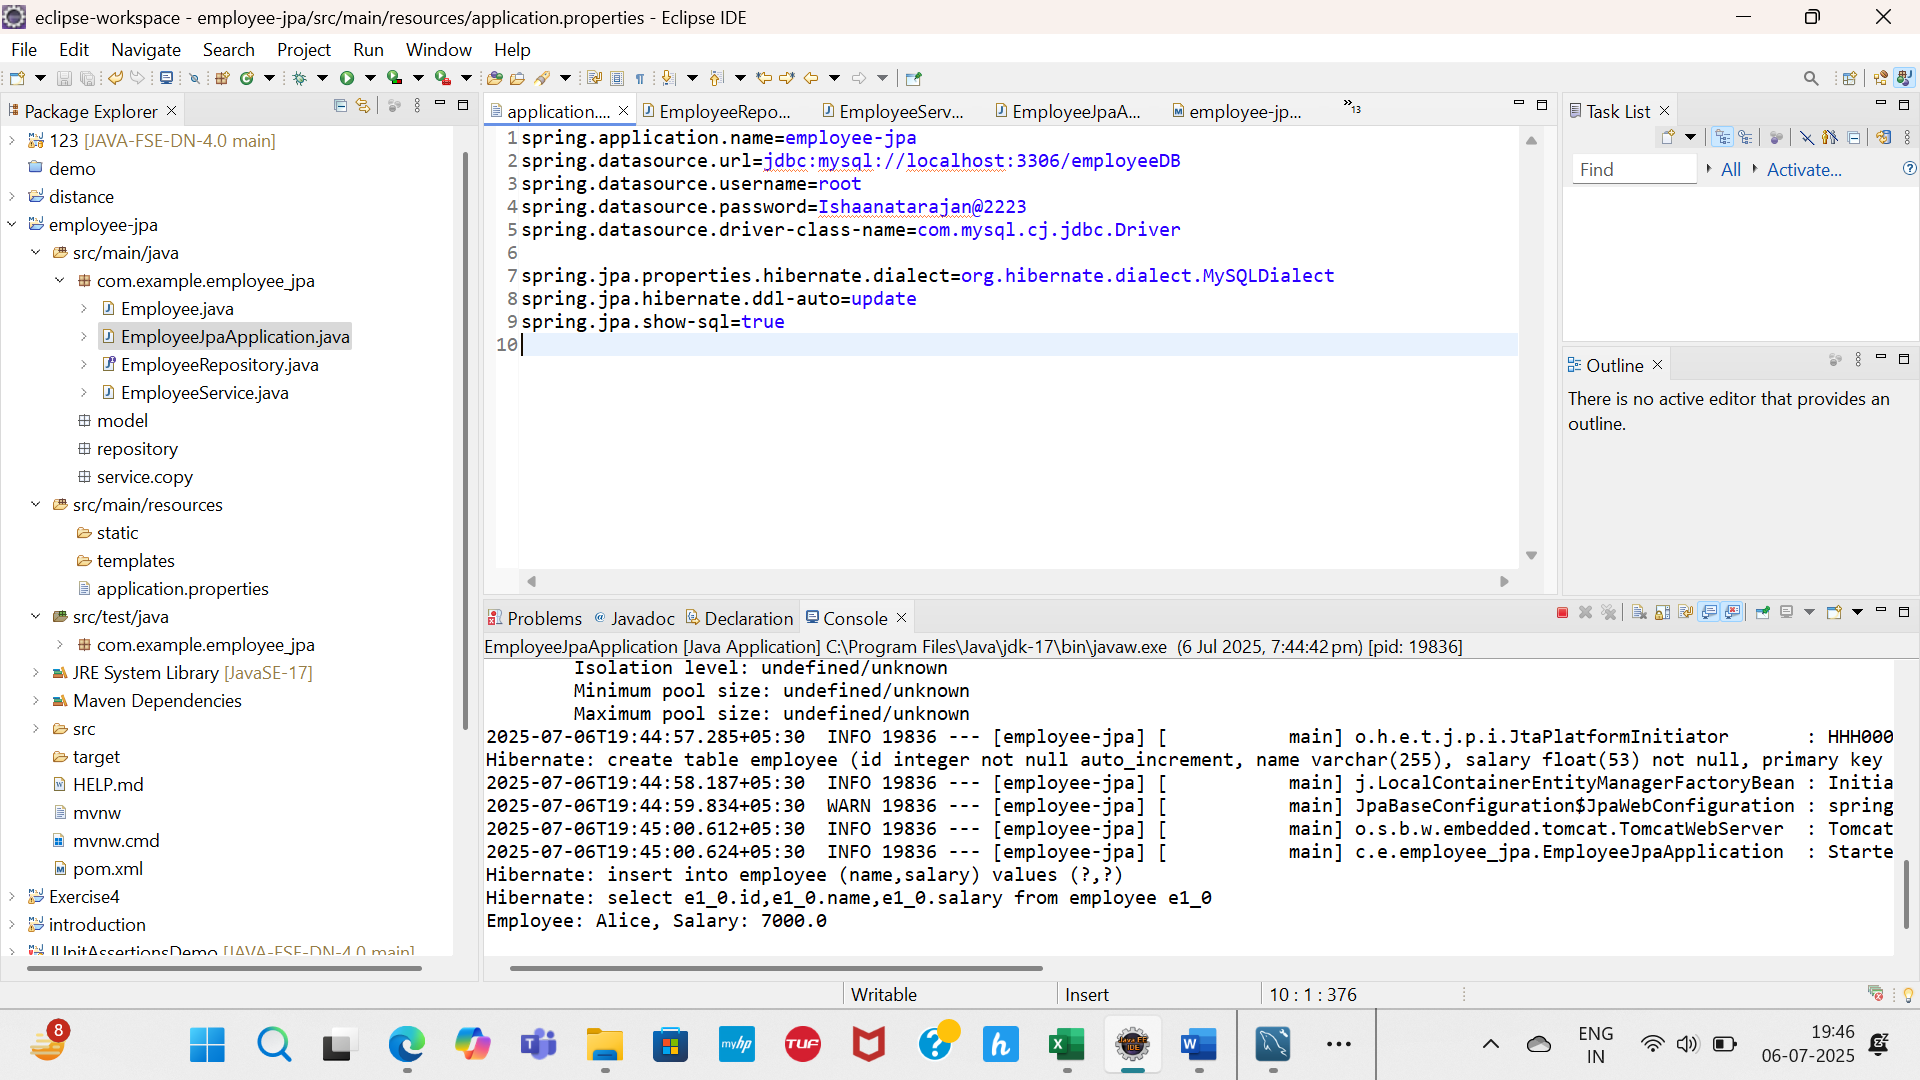 eclipse-workspace - employee-jpa/src/main/resources/application.properties - Eclipse IDE
File Edit Navigate Search Project Run Window Help
Package Explorer
123 [JAVA-FSE-DN-4.0 main]
demo
distance
employee-jpa
src/main/java
com.example.employee_jpa
Employee.java
EmployeeJpaApplication.java
EmployeeRepository.java
EmployeeService.java
model
repository
service.copy
src/main/resources
static
templates
application.properties
src/test/java
com.example.employee_jpa
JRE System Library [JavaSE-17]
Maven Dependencies
src
target
HELP.md
mvnw
mvnw.cmd
pom.xml
Exercise4
introduction
JUnitAssertionsDemo [JAVA-FSE-DN-4.0 main]
application.... EmployeeRepo... EmployeeServ... EmployeeJpaA... employee-jp... »13
1 spring.application.name=employee-jpa
2 spring.datasource.url=jdbc:mysql://localhost:3306/employeeDB
3 spring.datasource.username=root
4 spring.datasource.password=Ishaanatarajan@2223
5 spring.datasource.driver-class-name=com.mysql.cj.jdbc.Driver
6
7 spring.jpa.properties.hibernate.dialect=org.hibernate.dialect.MySQLDialect
8 spring.jpa.hibernate.ddl-auto=update
9 spring.jpa.show-sql=true
10
Task List
Find All Activate...
Outline
There is no active editor that provides an
outline.
Problems Javadoc Declaration Console
EmployeeJpaApplication [Java Application] C:\Program Files\Java\jdk-17\bin\javaw.exe (6 Jul 2025, 7:44:42 pm) [pid: 19836]
Isolation level: undefined/unknown
Minimum pool size: undefined/unknown
Maximum pool size: undefined/unknown
2025-07-06T19:44:57.285+05:30 INFO 19836 --- [employee-jpa] [ main] o.h.e.t.j.p.i.JtaPlatformInitiator : HHH000
Hibernate: create table employee (id integer not null auto_increment, name varchar(255), salary float(53) not null, primary key
2025-07-06T19:44:58.187+05:30 INFO 19836 --- [employee-jpa] [ main] j.LocalContainerEntityManagerFactoryBean : Initia
2025-07-06T19:44:59.834+05:30 WARN 19836 --- [employee-jpa] [ main] JpaBaseConfiguration$JpaWebConfiguration : spring
2025-07-06T19:45:00.612+05:30 INFO 19836 --- [employee-jpa] [ main] o.s.b.w.embedded.tomcat.TomcatWebServer : Tomcat
2025-07-06T19:45:00.624+05:30 INFO 19836 --- [employee-jpa] [ main] c.e.employee_jpa.EmployeeJpaApplication : Starte
Hibernate: insert into employee (name,salary) values (?,?)
Hibernate: select e1_0.id,e1_0.name,e1_0.salary from employee e1_0
Employee: Alice, Salary: 7000.0
Writable Insert 10 : 1 : 376
8
myhp
TUF
ENG
IN
19:46
06-07-2025